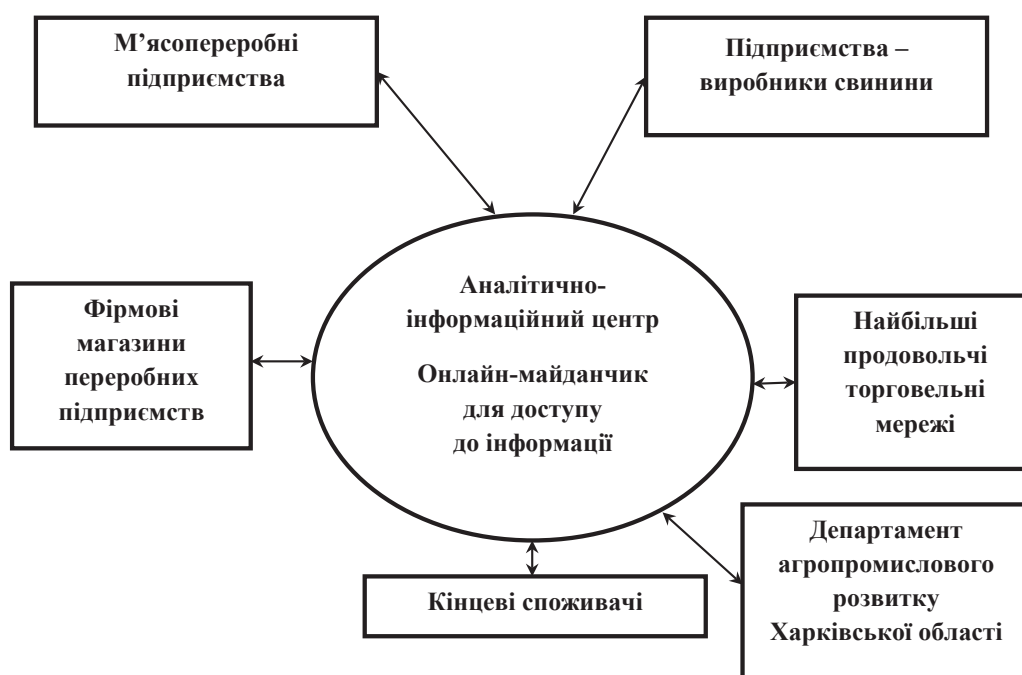 М’ясопереробні
підприємства
Підприємства –
виробники свинини
Аналітично-
інформаційний центр
Онлайн-майданчик
для доступу
до інформації
Фірмові
магазини
переробних
підприємств
Найбільші
продовольчі
торговельні
мережі
Кінцеві споживачі
Департамент
агропромислового
розвитку
Харківської області